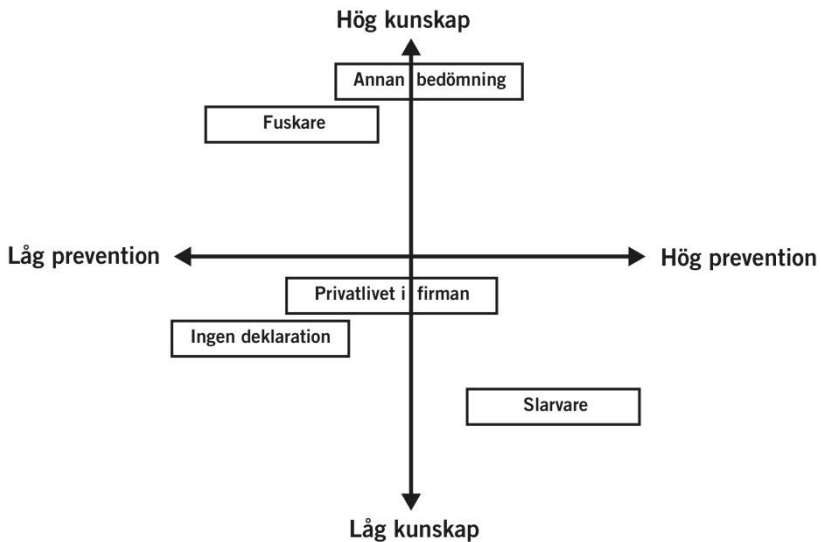 Hög kunskap
Annan bedömning
Fuskare
Låg prevention
Hög prevention
Privatlivet i firman
Ingen deklaration
Slarvare
Låg kunskap